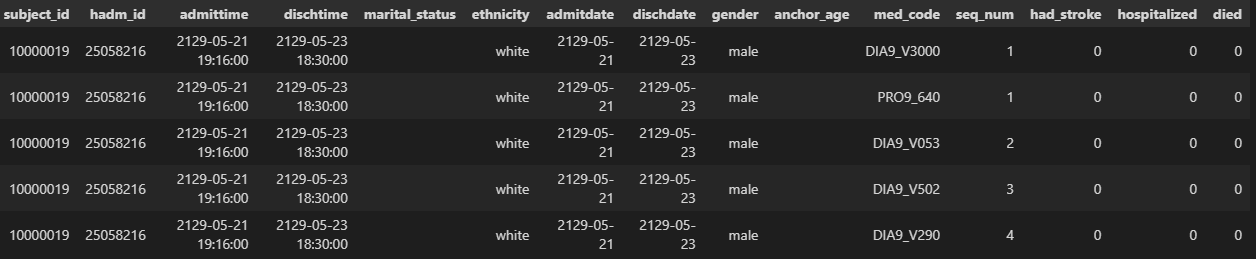 subject_id hadm_id admittime dischtime marital_status ethnicity admitdate dischdate gender anchor_age med_code seq_num had_stroke hospitalized died
2129-05-21 2129-05-23 2129-05- 2129-05-
10000019 25058216 white male DIA9_V3000 1 0 0 0
19:16:00 18:30:00 21 23
2129-05-21 2129-05-23 2129-05- 2129-05-
10000019 25058216 white male PRO9_640 1 0 0 0
19:16:00 18:30:00 21 23
2129-05-21 2129-05-23 2129-05- 2129-05-
10000019 25058216 white male DIA9_V053 2 0 0 0
19:16:00 18:30:00 21 23
2129-05-21 2129-05-23 2129-05- 2129-05-
10000019 25058216 white male DIA9_V502 3 0 0 0
19:16:00 18:30:00 21 23
2129-05-21 2129-05-23 2129-05- 2129-05-
10000019 25058216 white male DIA9_V290 4 0 0 0
19:16:00 18:30:00 21 23